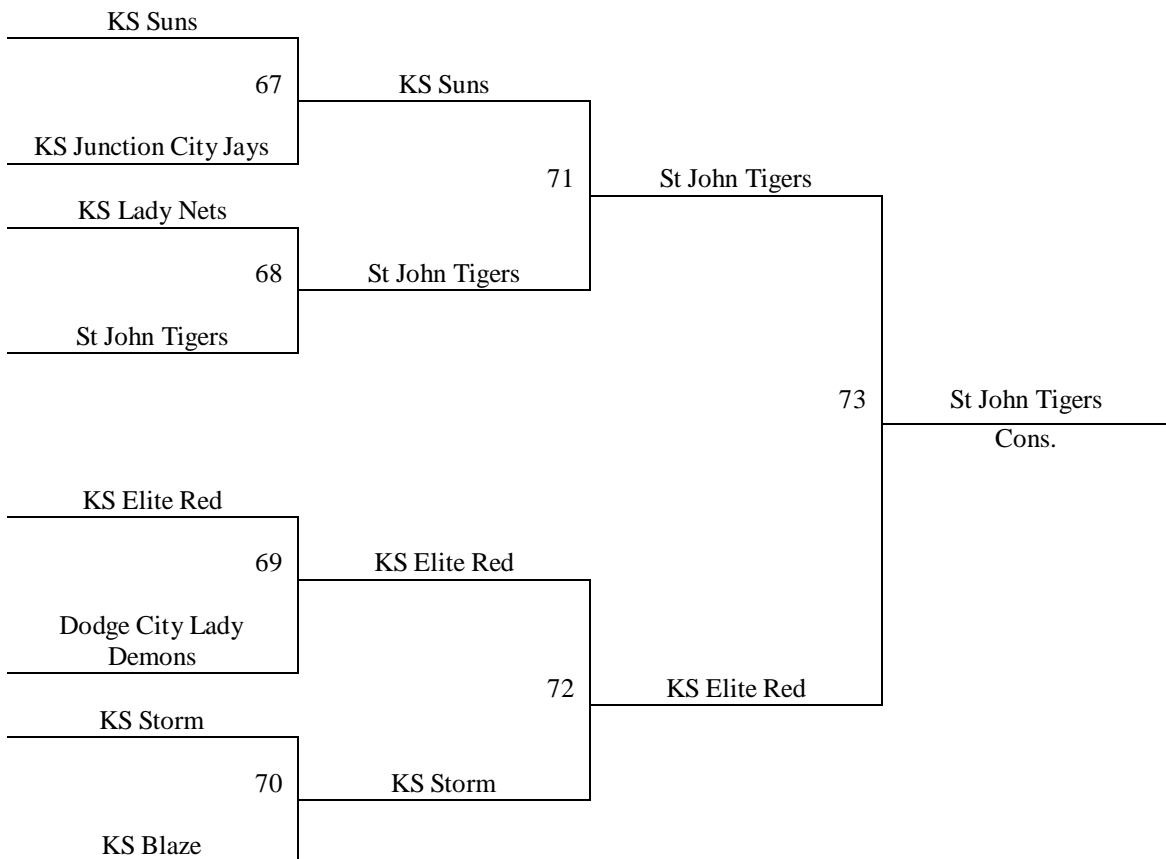 KS Suns
67
KS Suns
KS Junction City Jays
71
St John Tigers
KS Lady Nets
68
St John Tigers
St John Tigers
73
St John Tigers
Cons.
KS Elite Red
69
KS Elite Red
Dodge City Lady
Demons
72
KS Elite Red
KS Storm
70
KS Storm
KS Blaze